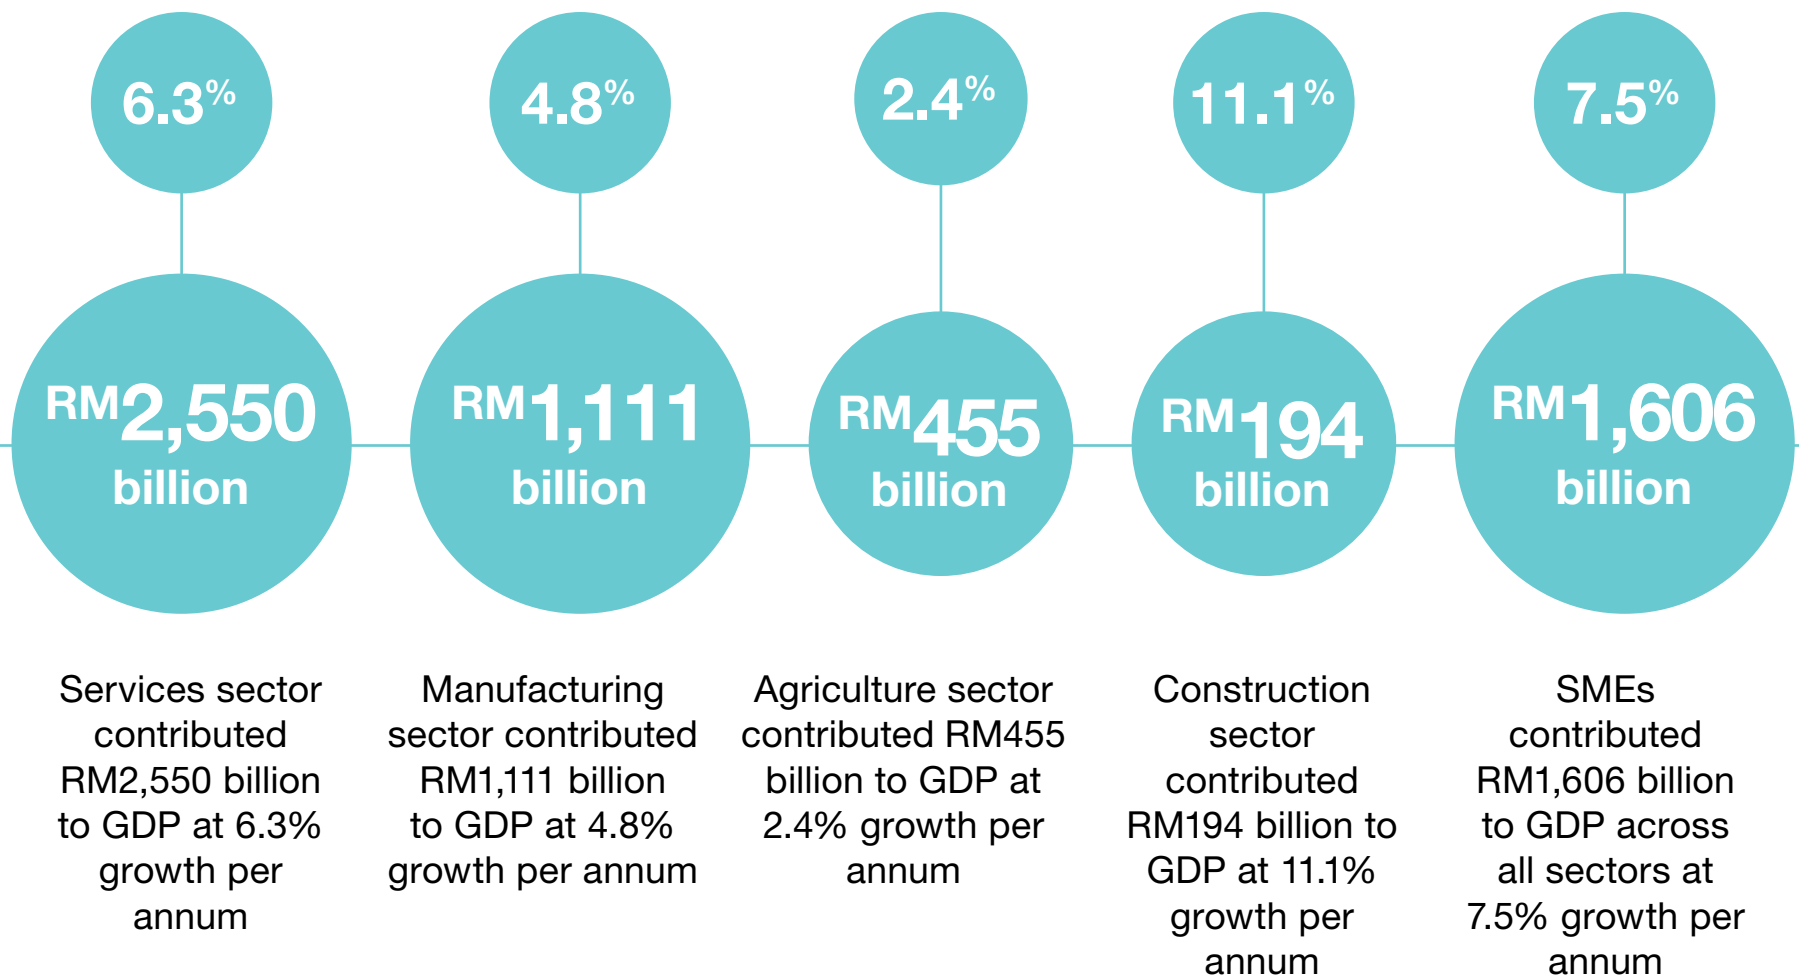 6.3%
4.8%
2.4%
11.1%
7.5%
RM2,550
billion
RM1,111
billion
RM455
billion
RM194
billion
RM1,606
billion
Services sector
contributed
RM2,550 billion
to GDP at 6.3%
growth per
annum
Manufacturing
sector contributed
RM1,111 billion
to GDP at 4.8%
growth per annum
Agriculture sector
contributed RM455
billion to GDP at
2.4% growth per
annum
Construction
sector
contributed
RM194 billion to
GDP at 11.1%
growth per
annum
SMEs
contributed
RM1,606 billion
to GDP across
all sectors at
7.5% growth per
annum